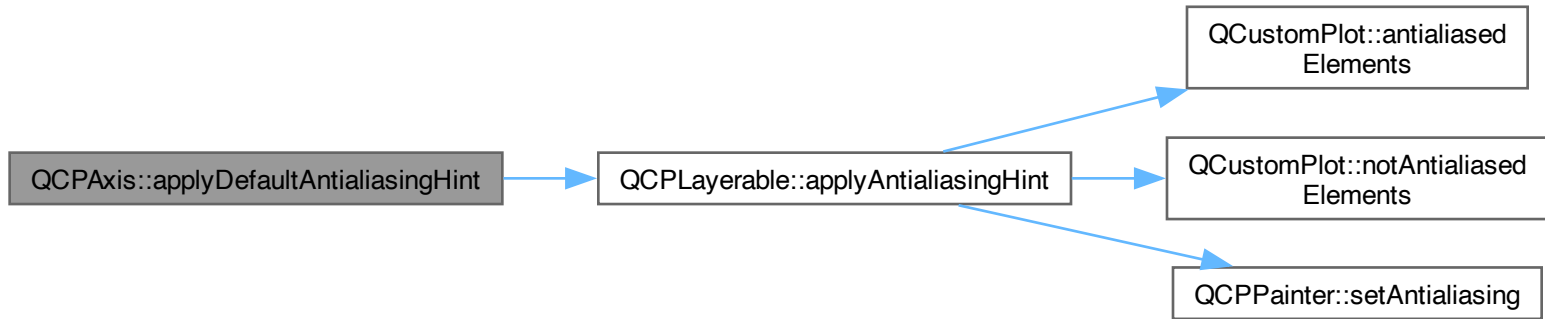 QCPAxis::applyDefaultAntialiasingHint
QCPLayerable::applyAntialiasingHint
QCustomPlot::antialiased
Elements
QCustomPlot::notAntialiased
Elements
QCPPainter::setAntialiasing